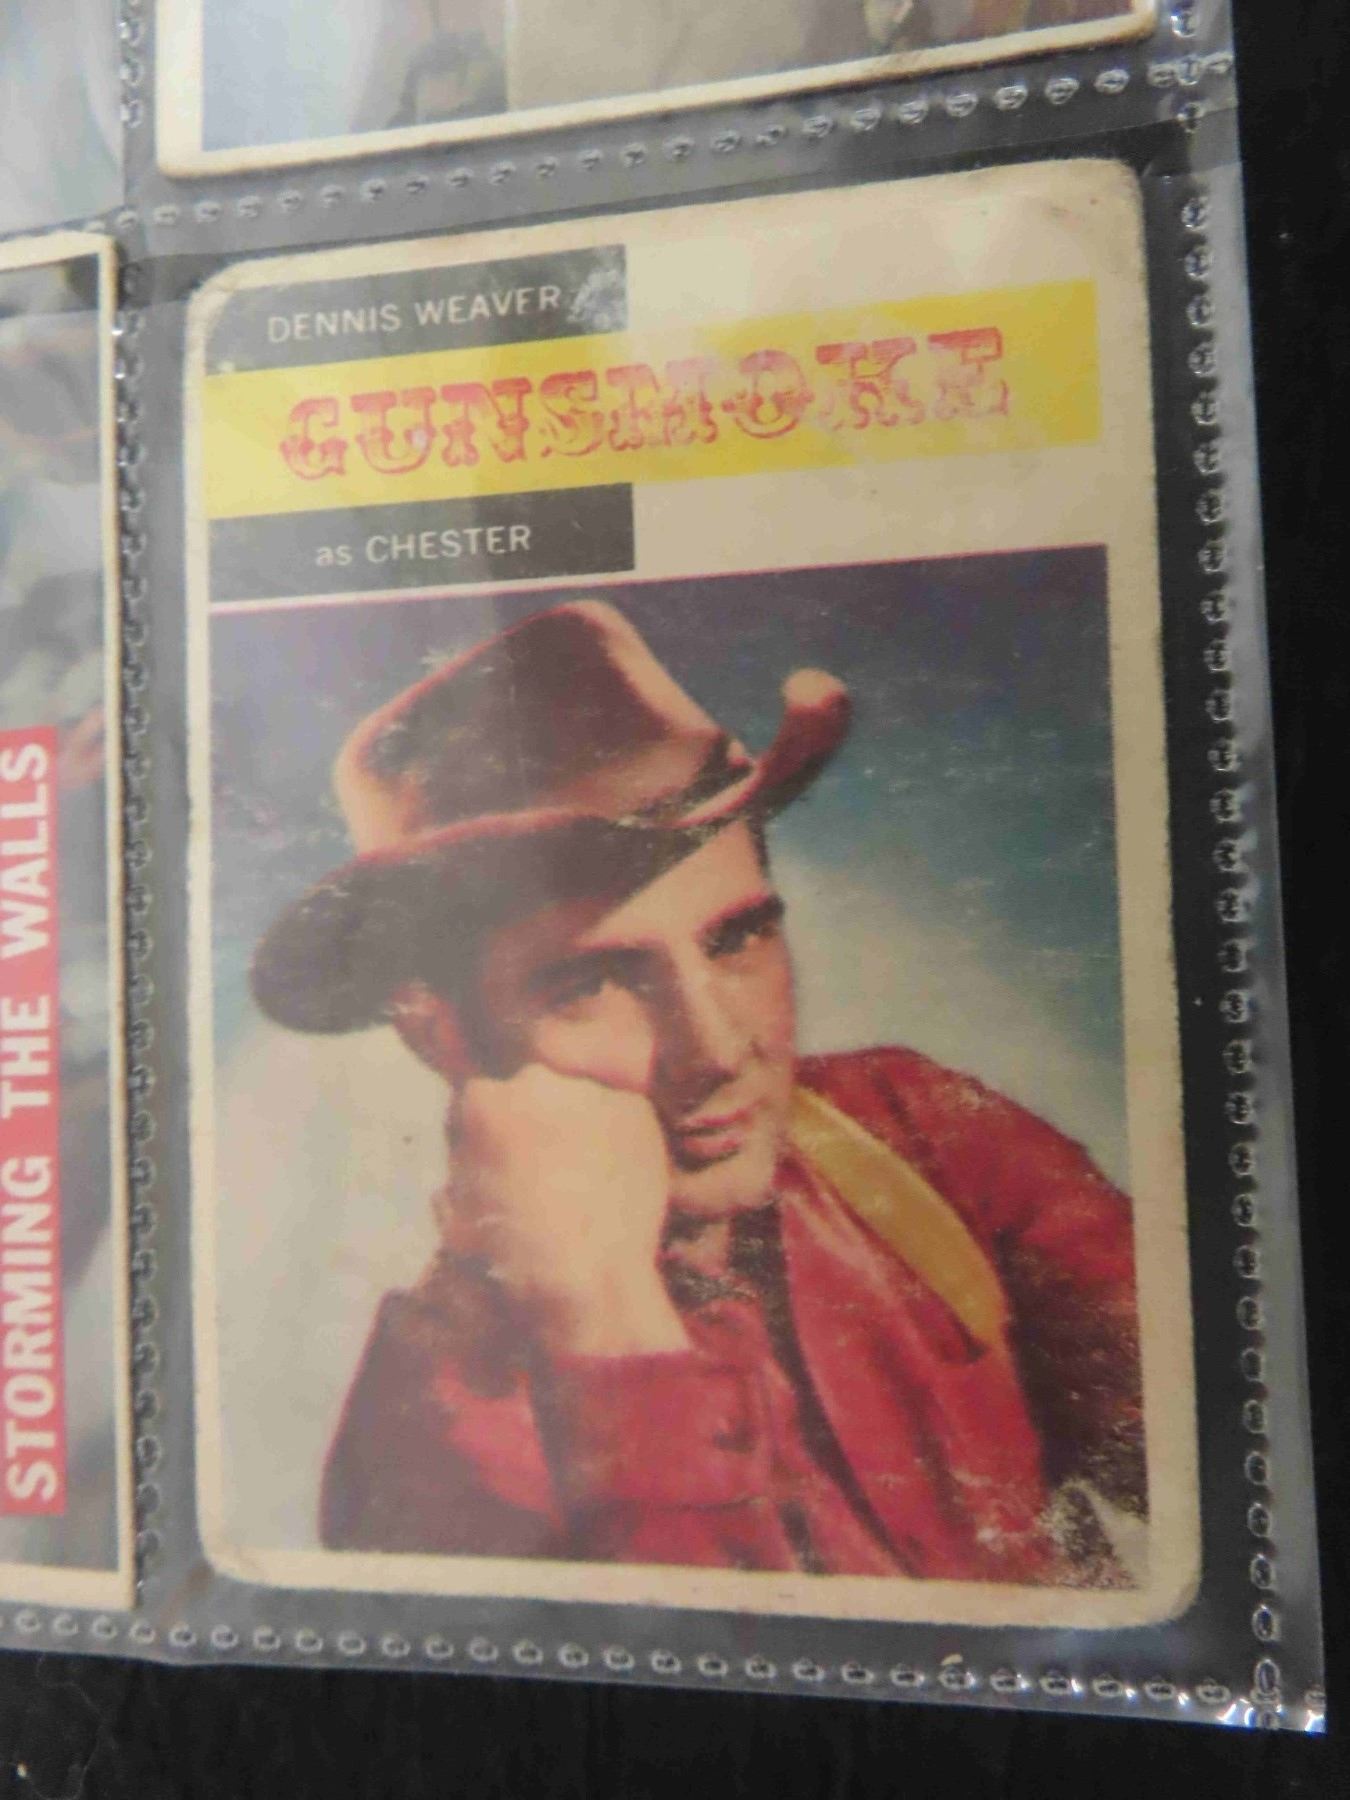 DENNIS WEAVER
GUNSMOKE
as CHESTER
STORMING THE WALLS